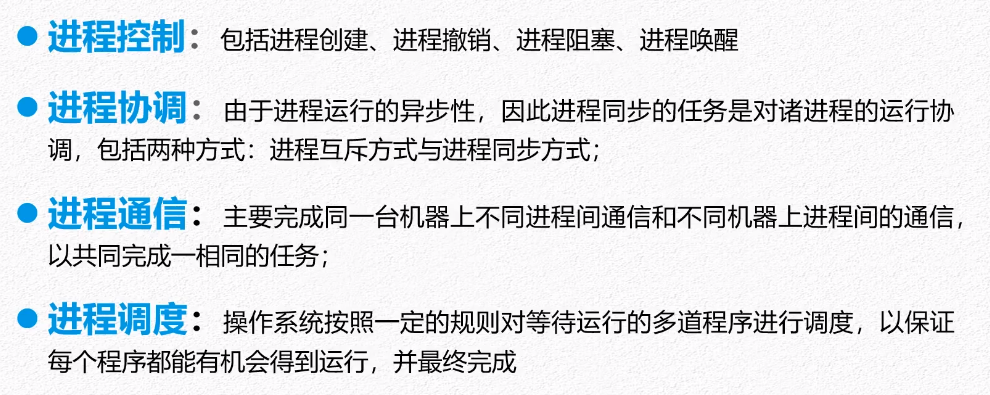 进程控制：包括进程创建、进程撤销、进程阻塞、进程唤醒
进程协调：由于进程运行的异步性，因此进程同步的任务是对诸进程的运行协
调，包括两种方式：进程互斥方式与进程同步方式；
进程通信：主要完成同一台机器上不同进程间通信和不同机器上进程间的通信，
以共同完成一相同的任务；
进程调度：操作系统按照一定的规则对等待运行的多道程序进行调度，以保证
每个程序都能有机会得到运行，并最终完成